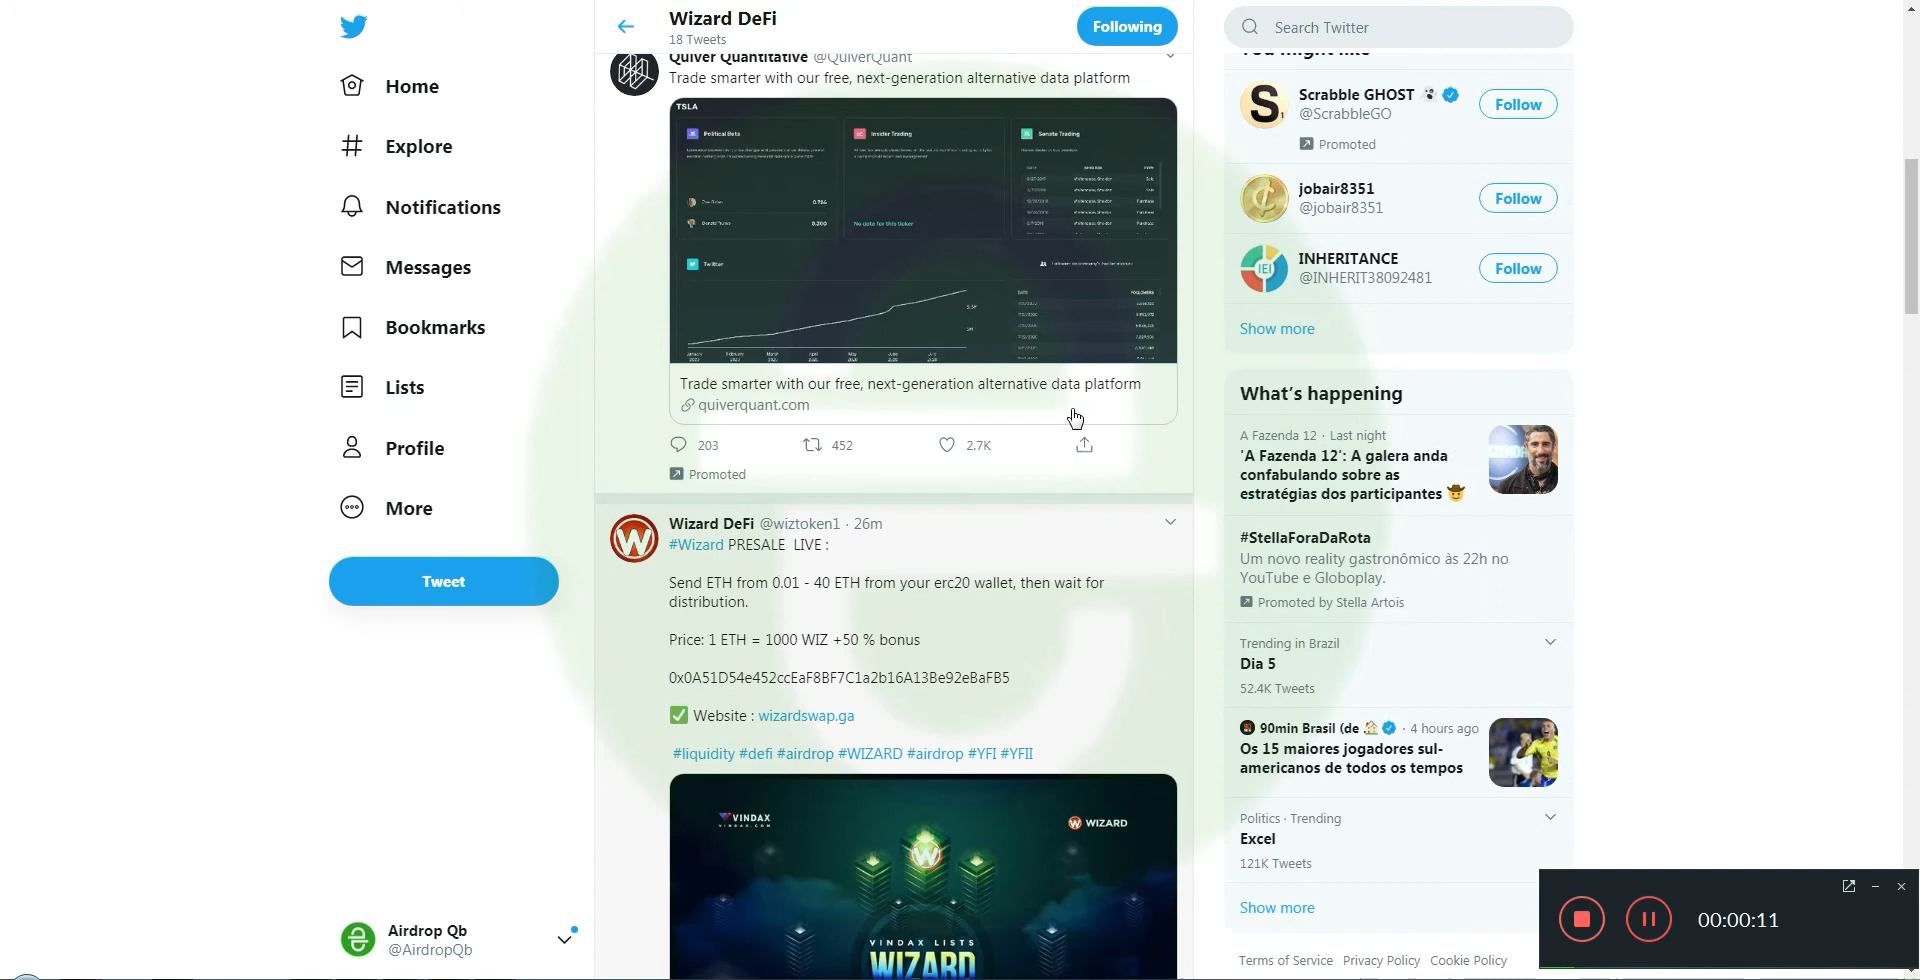 Home
Explore
Notifications
Messages
Bookmarks
Lists
Profile
More
Tweet
Airdrop Qb
@AirdropQb
Wizard DeFi
18 Tweets
Following
Quiver Quantitative @QuiverQuant
Trade smarter with our free, next-generation alternative data platform
TSLA
Political Bets
Insider Trading
Senate Trading
No data for this ticker
Twitter
Trade smarter with our free, next-generation alternative data platform
quiverquant.com
203
452
2.7K
Promoted
Wizard DeFi @wiztoken1 · 26m
#Wizard PRESALE LIVE :
Send ETH from 0.01 - 40 ETH from your erc20 wallet, then wait for
distribution.
Price: 1 ETH = 1000 WIZ +50 % bonus
0x0A51D54e452ccEaF8BF7C1a2b16A13Be92eBaFB5
Website : wizardswap.ga
#liquidity #defi #airdrop #WIZARD #airdrop #YFI #YFII
VINDAX
VINDAX.COM
WIZARD
VINDAX LISTS
WIZARD
Search Twitter
You might like
Scrabble GHOST
@ScrabbleGO
Promoted
Follow
jobair8351
@jobair8351
Follow
INHERITANCE
@INHERIT38092481
Follow
Show more
What's happening
A Fazenda 12 · Last night
'A Fazenda 12': A galera anda
confabulando sobre as
estratégias dos participantes
#StellaForaDaRota
Um novo reality gastronômico às 22h no
YouTube e Globoplay.
Promoted by Stella Artois
Trending in Brazil
Dia 5
52.4K Tweets
90min Brasil (de · 4 hours ago
Os 15 maiores jogadores sul-
americanos de todos os tempos
Politics · Trending
Excel
121K Tweets
Show more
Terms of Service Privacy Policy Cookie Policy
00:00:11